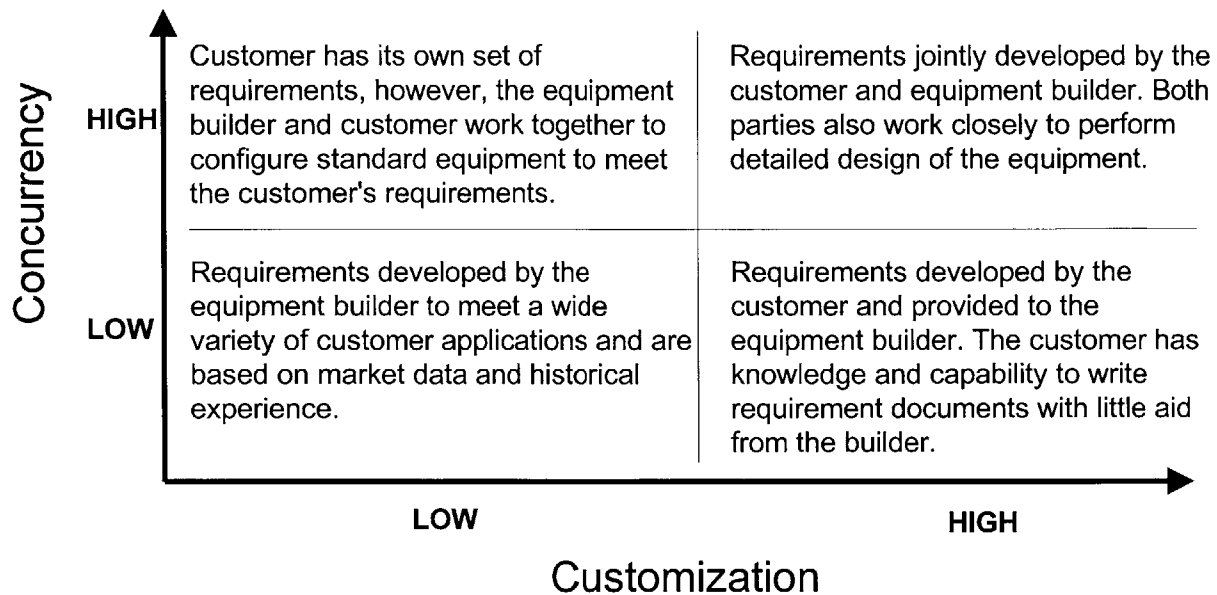 Concurrency
HIGH
Customer has its own set of
requirements, however, the equipment
builder and customer work together to
configure standard equipment to meet
the customer's requirements.
Requirements jointly developed by the
customer and equipment builder. Both
parties also work closely to perform
detailed design of the equipment.
LOW
Requirements developed by the
equipment builder to meet a wide
variety of customer applications and are
based on market data and historical
experience.
Requirements developed by the
customer and provided to the
equipment builder. The customer has
knowledge and capability to write
requirement documents with little aid
from the builder.
LOW
HIGH
Customization